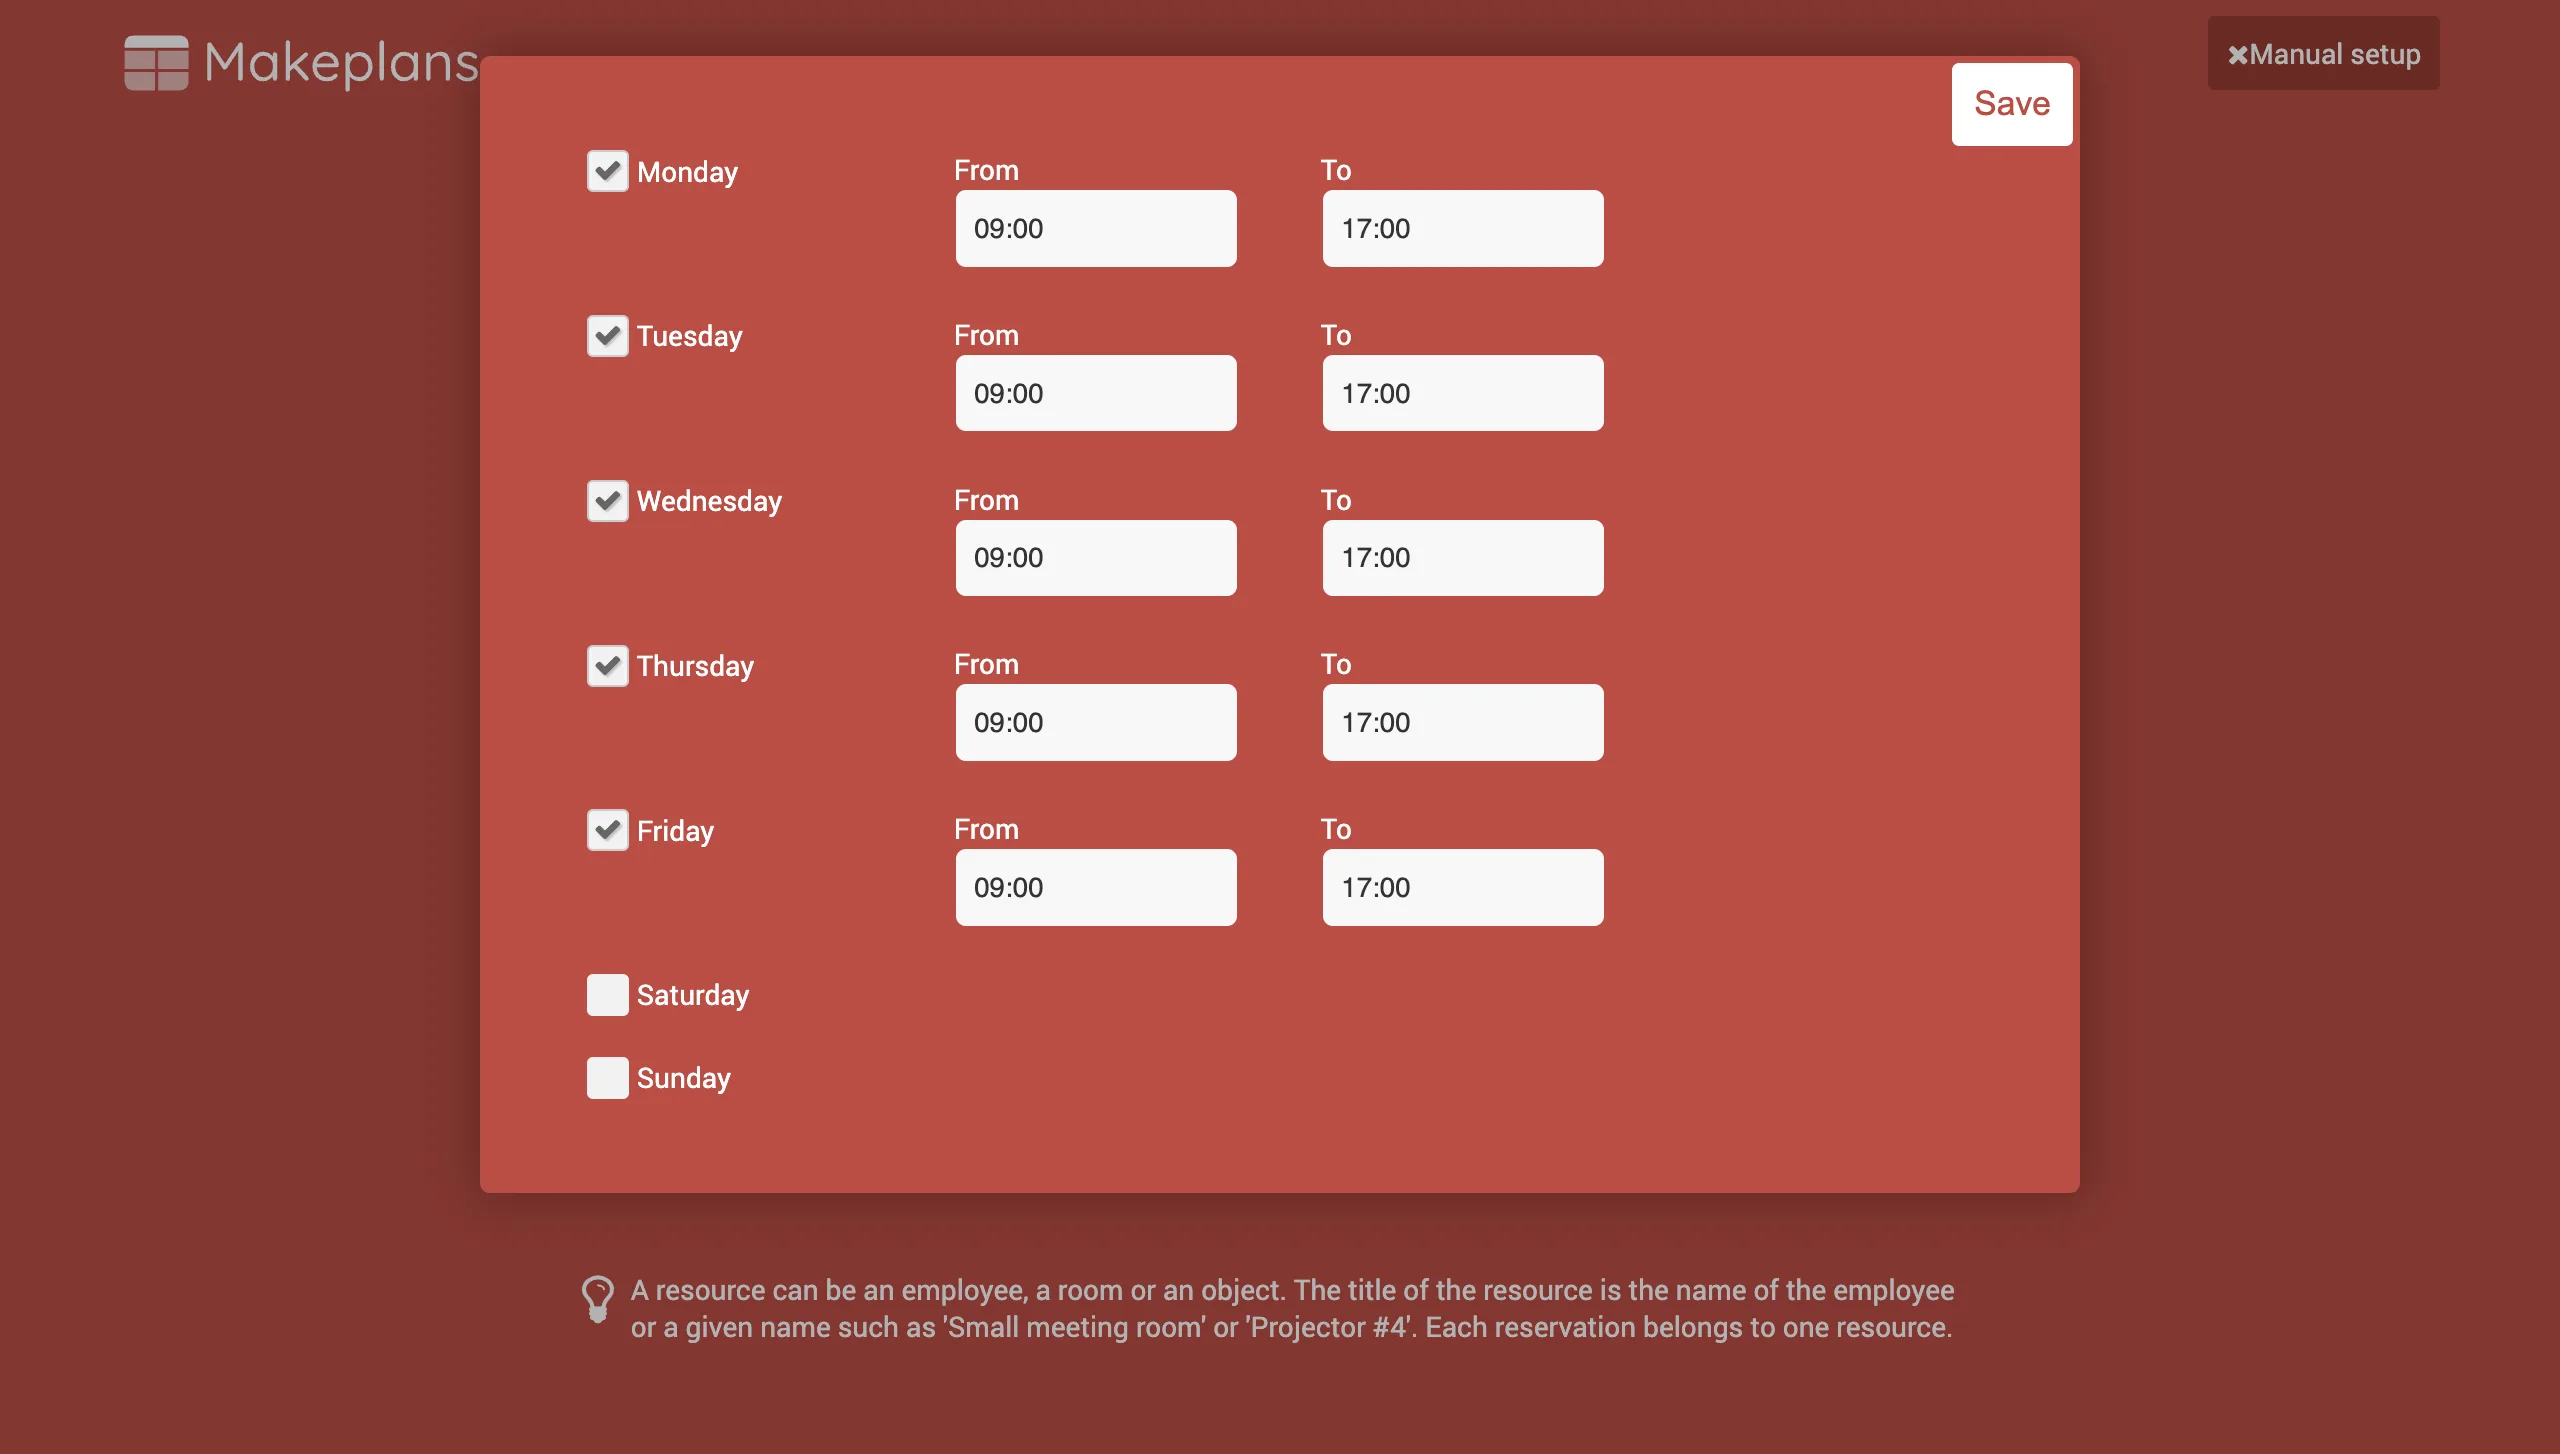 Makeplans
Manual setup
Save
Monday From To
09:00 17:00
Tuesday From To
09:00 17:00
Wednesday From To
09:00 17:00
Thursday From To
09:00 17:00
Friday From To
09:00 17:00
Saturday
Sunday
A resource can be an employee, a room or an object. The title of the resource is the name of the employee
or a given name such as 'Small meeting room' or 'Projector #4'. Each reservation belongs to one resource.